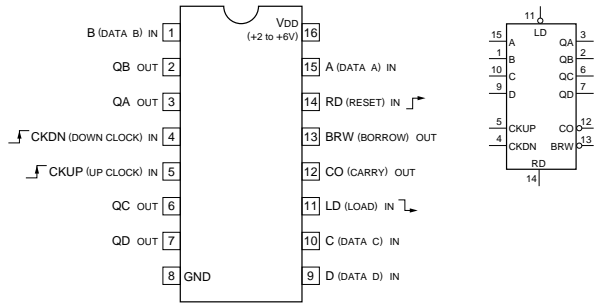 B (DATA B) IN 1
QB OUT 2
QA OUT 3
CKDN (DOWN CLOCK) IN 4
CKUP (UP CLOCK) IN 5
QC OUT 6
QD OUT 7
8 GND
VDD 16
(+2 to +6V)
15 A (DATA A) IN
14 RD (RESET) IN
13 BRW (BORROW) OUT
12 CO (CARRY) OUT
11 LD (LOAD) IN
10 C (DATA C) IN
9 D (DATA D) IN
11
LD
15 A QA 3
1 B QB 2
10 C QC 6
9 D QD 7
5 CKUP CO 12
4 CKDN BRW 13
RD
14